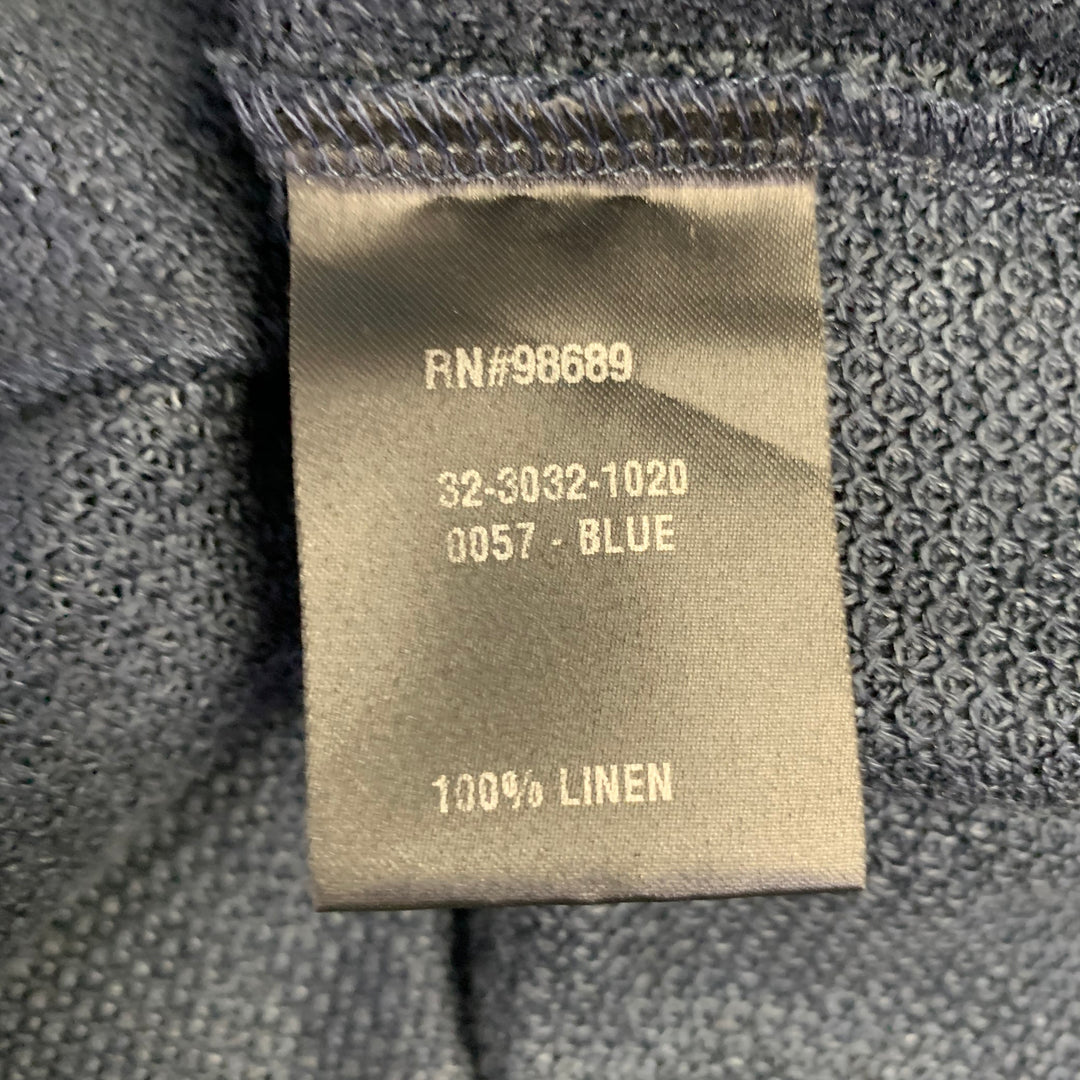 RN#98689
32-3032-1020
0057 - BLUE
100% LINEN